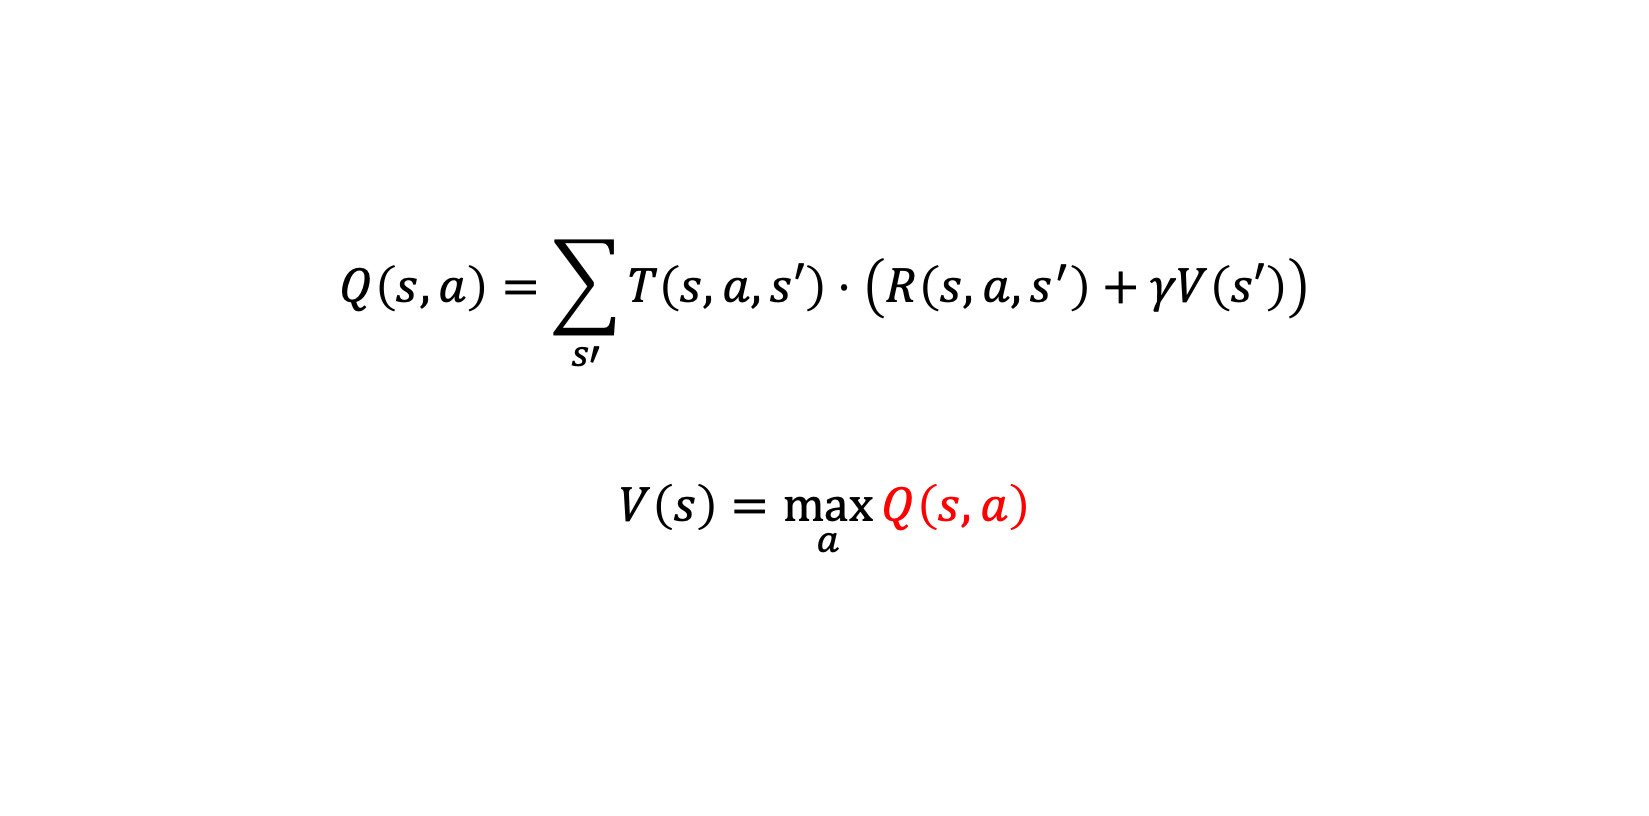 Q(s, a) = ∑_{s′} T(s, a, s′) · (R(s, a, s′) + γV(s′))
V(s) = max_a Q(s, a)